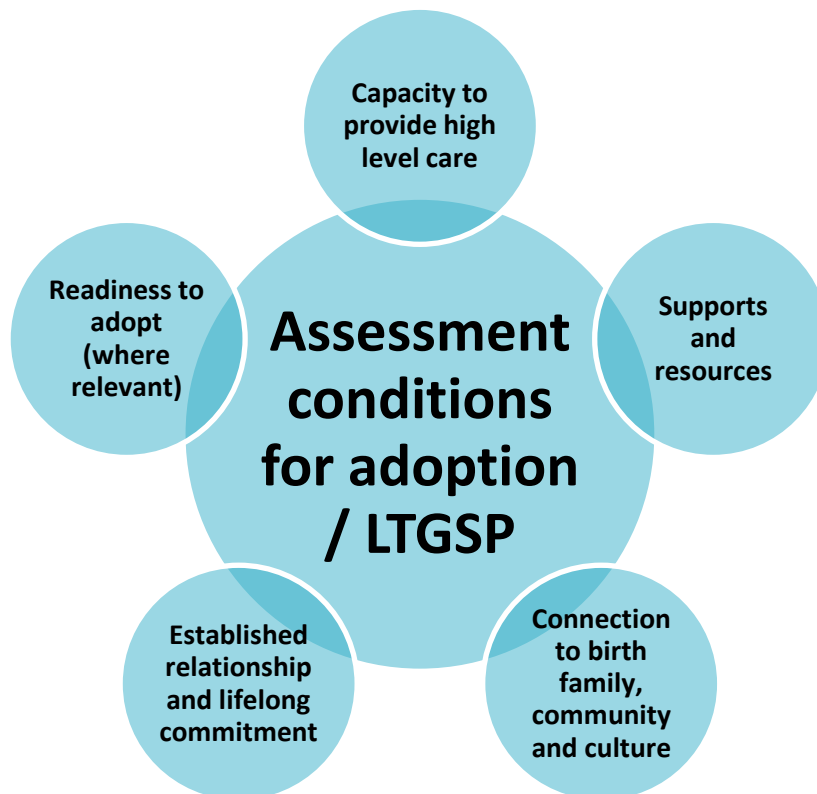 Capacity to
provide high
level care
Readiness to
adopt
(where
relevant)
Assessment
conditions
for adoption
/ LTGSP
Supports
and
resources
Established
relationship
and lifelong
commitment
Connection
to birth
family,
community
and culture